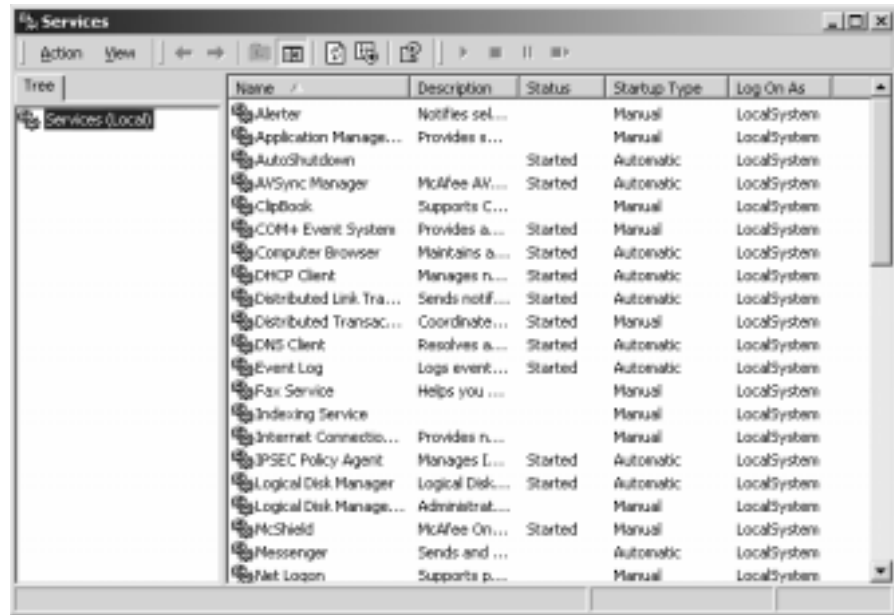 Services
Action View
Tree
Services (Local)
Name Description Status Startup Type Log On As
Alerter Notifies sel... Manual LocalSystem
Application Manage... Provides s... Manual LocalSystem
AutoShutdown Started Automatic LocalSystem
AVSync Manager McAfee AV... Started Automatic LocalSystem
ClipBook Supports C... Manual LocalSystem
COM+ Event System Provides a... Started Manual LocalSystem
Computer Browser Maintains a... Started Automatic LocalSystem
DHCP Client Manages n... Started Automatic LocalSystem
Distributed Link Tra... Sends notif... Started Automatic LocalSystem
Distributed Transac... Coordinate... Started Manual LocalSystem
DNS Client Resolves a... Started Automatic LocalSystem
Event Log Logs event... Started Automatic LocalSystem
Fax Service Helps you ... Manual LocalSystem
Indexing Service Manual LocalSystem
Internet Connectio... Provides n... Manual LocalSystem
IPSEC Policy Agent Manages I... Started Automatic LocalSystem
Logical Disk Manager Logical Disk... Started Automatic LocalSystem
Logical Disk Manage... Administrat... Manual LocalSystem
McShield McAfee On... Started Manual LocalSystem
Messenger Sends and ... Automatic LocalSystem
Net Logon Supports p... Manual LocalSystem